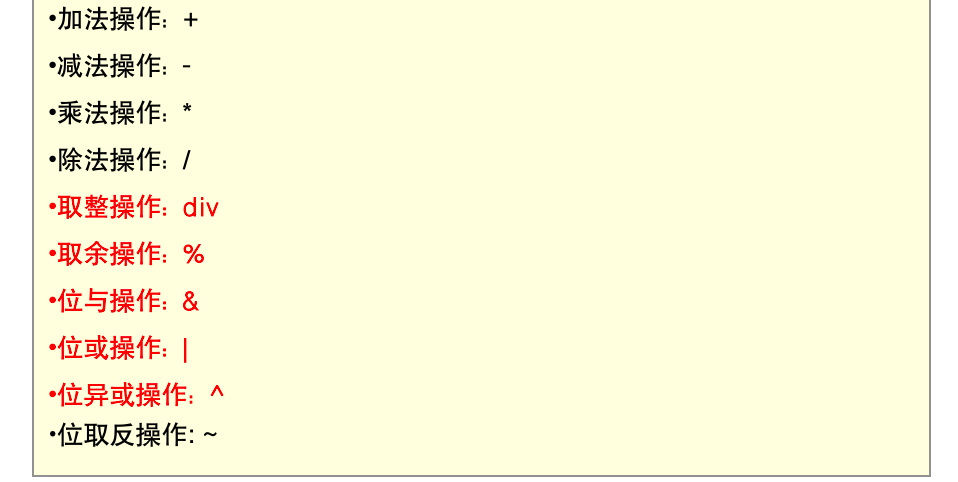 •加法操作：+
•减法操作：-
•乘法操作：*
•除法操作：/
•取整操作：div
•取余操作：%
•位与操作：&
•位或操作：|
•位异或操作：^
•位取反操作: ~